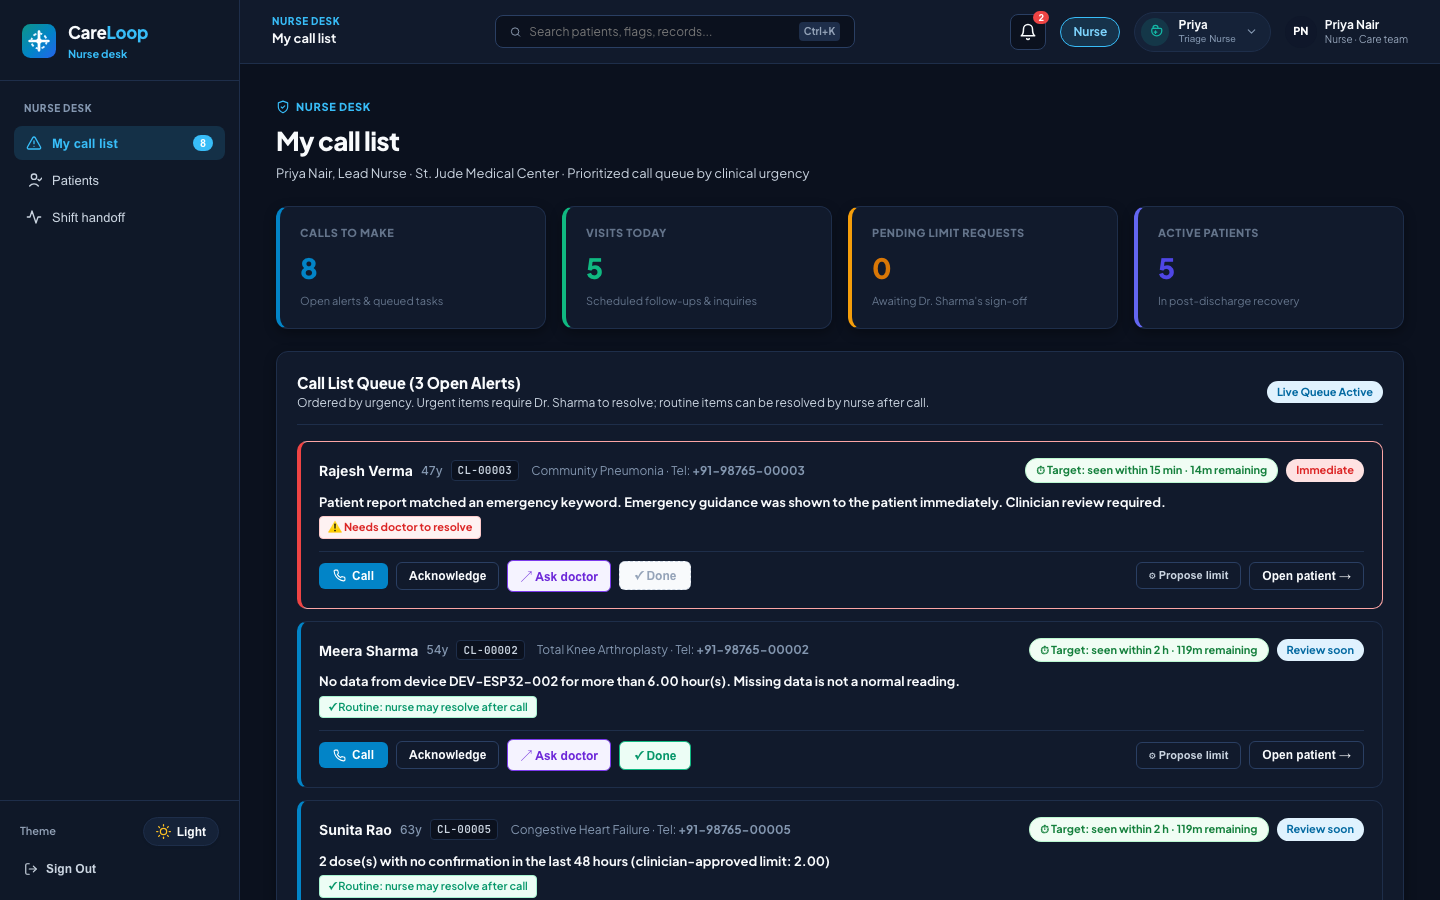 CareLoop
Nurse desk
NURSE DESK
My call list 8
Patients
Shift handoff
Theme Light
Sign Out
NURSE DESK
My call list
Search patients, flags, records... Ctrl+K
2
Nurse
Priya
Triage Nurse
PN
Priya Nair
Nurse · Care team
NURSE DESK
My call list
Priya Nair, Lead Nurse · St. Jude Medical Center · Prioritized call queue by clinical urgency
CALLS TO MAKE
8
Open alerts & queued tasks
VISITS TODAY
5
Scheduled follow-ups & inquiries
PENDING LIMIT REQUESTS
0
Awaiting Dr. Sharma's sign-off
ACTIVE PATIENTS
5
In post-discharge recovery
Call List Queue (3 Open Alerts)
Ordered by urgency. Urgent items require Dr. Sharma to resolve; routine items can be resolved by nurse after call.
Live Queue Active
Rajesh Verma 47y CL-00003 Community Pneumonia · Tel: +91-98765-00003
⏱ Target: seen within 15 min · 14m remaining Immediate
Patient report matched an emergency keyword. Emergency guidance was shown to the patient immediately. Clinician review required.
⚠️ Needs doctor to resolve
Call Acknowledge ↗ Ask doctor ✓ Done ⚙ Propose limit Open patient →
Meera Sharma 54y CL-00002 Total Knee Arthroplasty · Tel: +91-98765-00002
⏱ Target: seen within 2 h · 119m remaining Review soon
No data from device DEV-ESP32-002 for more than 6.00 hour(s). Missing data is not a normal reading.
✓ Routine: nurse may resolve after call
Call Acknowledge ↗ Ask doctor ✓ Done ⚙ Propose limit Open patient →
Sunita Rao 63y CL-00005 Congestive Heart Failure · Tel: +91-98765-00005
⏱ Target: seen within 2 h · 119m remaining Review soon
2 dose(s) with no confirmation in the last 48 hours (clinician-approved limit: 2.00)
✓ Routine: nurse may resolve after call